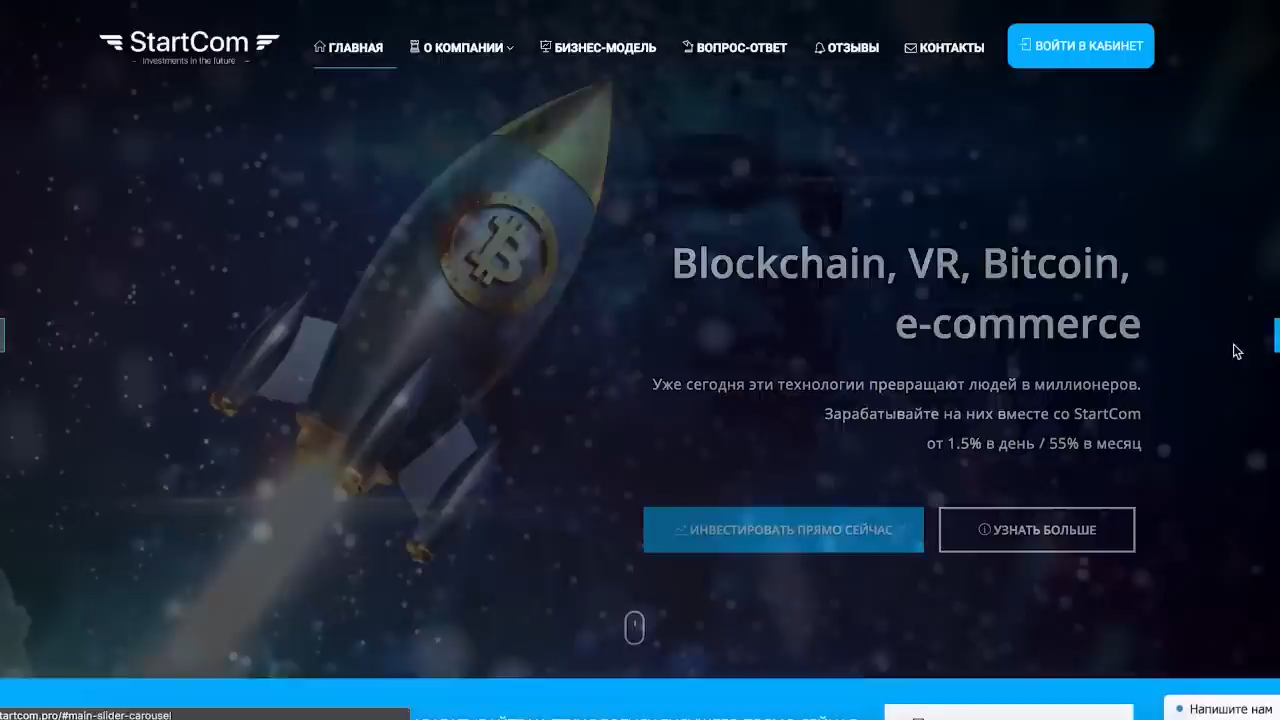 StartCom
investments in the future
ГЛАВНАЯ
О КОМПАНИИ
БИЗНЕС-МОДЕЛЬ
ВОПРОС-ОТВЕТ
ОТЗЫВЫ
КОНТАКТЫ
ВОЙТИ В КАБИНЕТ
Blockchain, VR, Bitcoin,
e-commerce
Уже сегодня эти технологии превращают людей в миллионеров.
Зарабатывайте на них вместе со StartCom
от 1.5% в день / 55% в месяц
ИНВЕСТИРОВАТЬ ПРЯМО СЕЙЧАС
УЗНАТЬ БОЛЬШЕ
tartcom.pro/#main-slider-carousel
Напишите нам